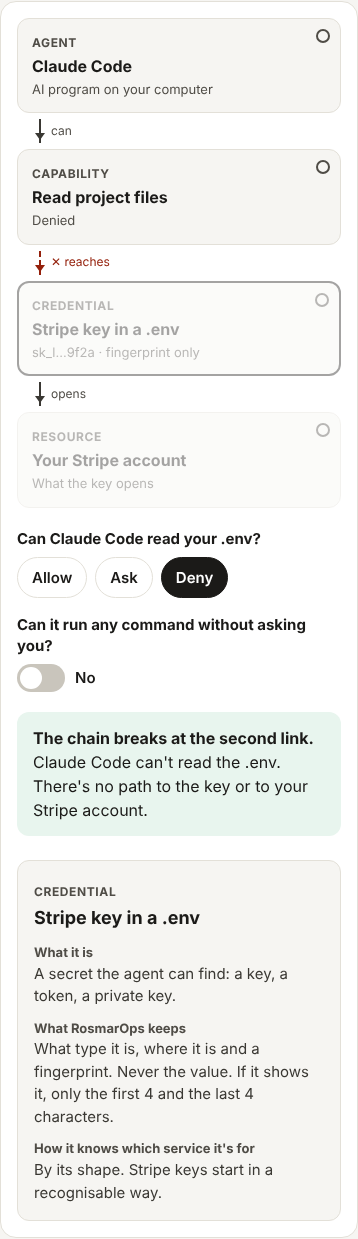 AGENT
Claude Code
AI program on your computer
can
CAPABILITY
Read project files
Denied
✕ reaches
CREDENTIAL
Stripe key in a .env
sk_l...9f2a · fingerprint only
opens
RESOURCE
Your Stripe account
What the key opens
Can Claude Code read your .env?
Allow Ask Deny
Can it run any command without asking
you?
No
The chain breaks at the second link.
Claude Code can't read the .env.
There's no path to the key or to your
Stripe account.
CREDENTIAL
Stripe key in a .env
What it is
A secret the agent can find: a key, a
token, a private key.
What RosmarOps keeps
What type it is, where it is and a
fingerprint. Never the value. If it shows
it, only the first 4 and the last 4
characters.
How it knows which service it's for
By its shape. Stripe keys start in a
recognisable way.